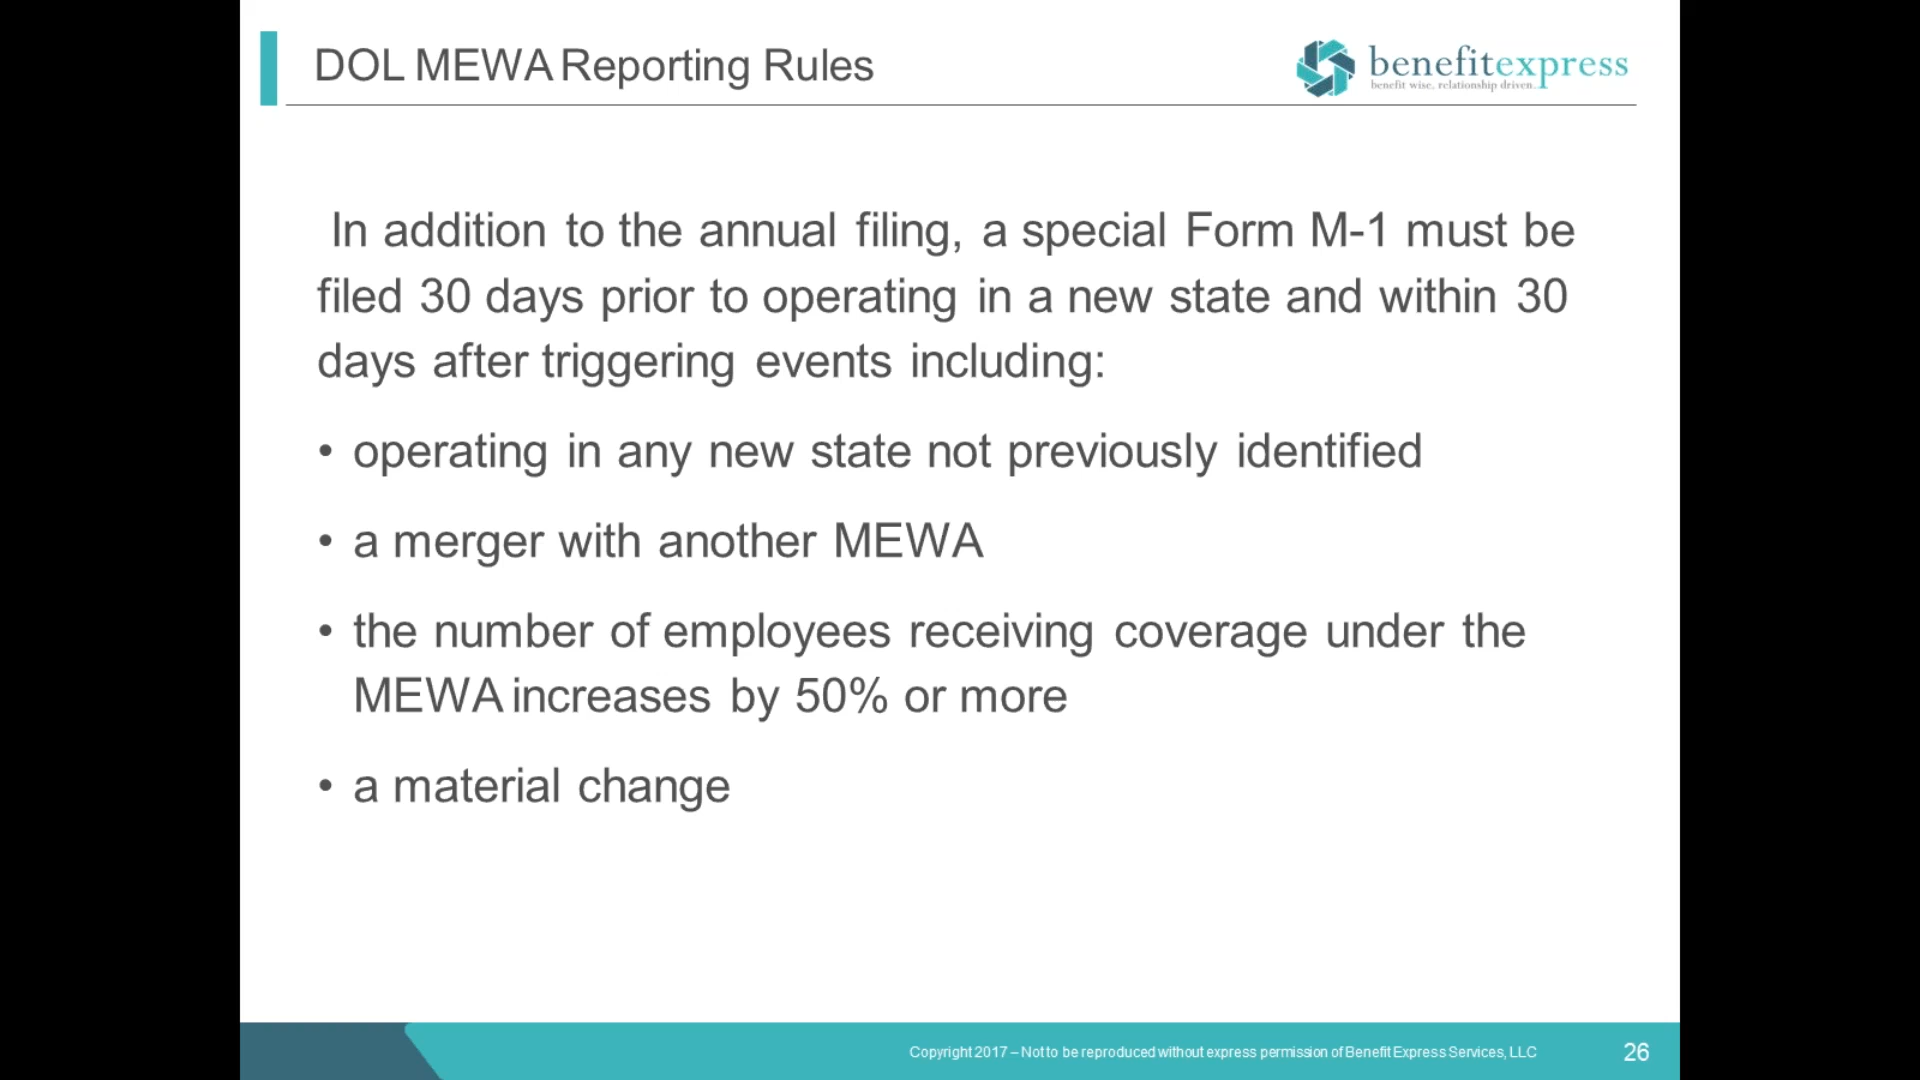 DOL MEWA Reporting Rules
benefitexpress
benefit wise. relationship driven.
In addition to the annual filing, a special Form M-1 must be
filed 30 days prior to operating in a new state and within 30
days after triggering events including:
• operating in any new state not previously identified
• a merger with another MEWA
• the number of employees receiving coverage under the
MEWA increases by 50% or more
• a material change
Copyright 2017 – Not to be reproduced without express permission of Benefit Express Services, LLC
26